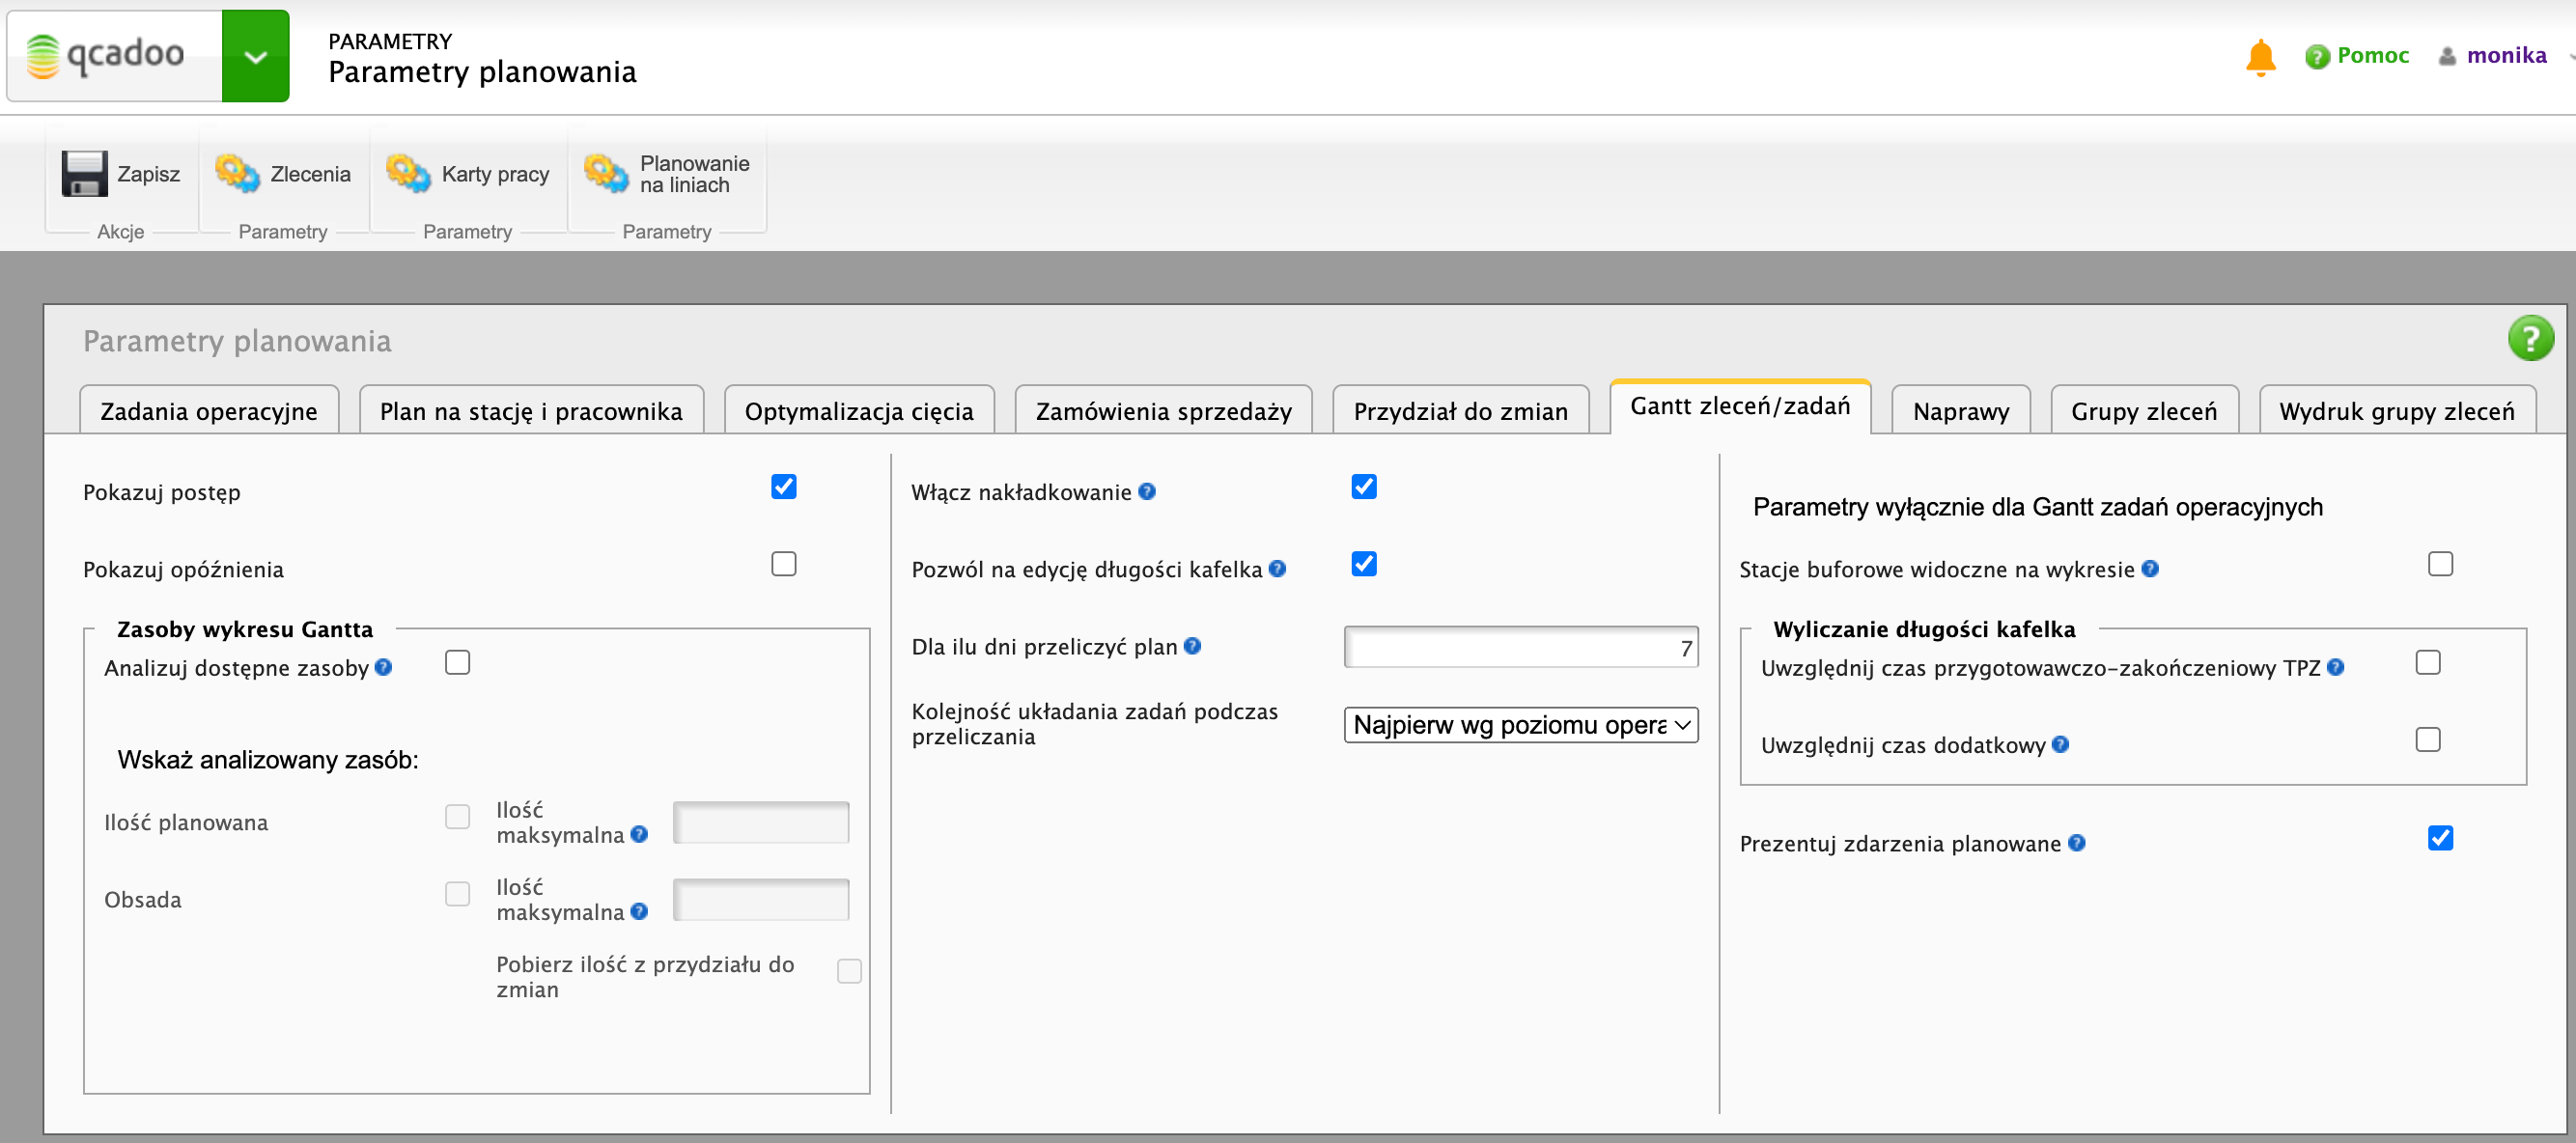 qcadoo
PARAMETRY
Parametry planowania
Pomoc
monika
Zapisz
Akcje
Zlecenia
Parametry
Karty pracy
Parametry
Planowanie
na liniach
Parametry
Parametry planowania
Zadania operacyjne
Plan na stację i pracownika
Optymalizacja cięcia
Zamówienia sprzedaży
Przydział do zmian
Gantt zleceń/zadań
Naprawy
Grupy zleceń
Wydruk grupy zleceń
Pokazuj postęp
Pokazuj opóźnienia
Zasoby wykresu Gantta
Analizuj dostępne zasoby
Wskaż analizowany zasób:
Ilość planowana
Ilość
maksymalna
Obsada
Ilość
maksymalna
Pobierz ilość z przydziału do
zmian
Włącz nakładkowanie
Pozwól na edycję długości kafelka
Dla ilu dni przeliczyć plan
7
Kolejność układania zadań podczas
przeliczania
Najpierw wg poziomu opera
Parametry wyłącznie dla Gantt zadań operacyjnych
Stacje buforowe widoczne na wykresie
Wyliczanie długości kafelka
Uwzględnij czas przygotowawczo-zakończeniowy TPZ
Uwzględnij czas dodatkowy
Prezentuj zdarzenia planowane